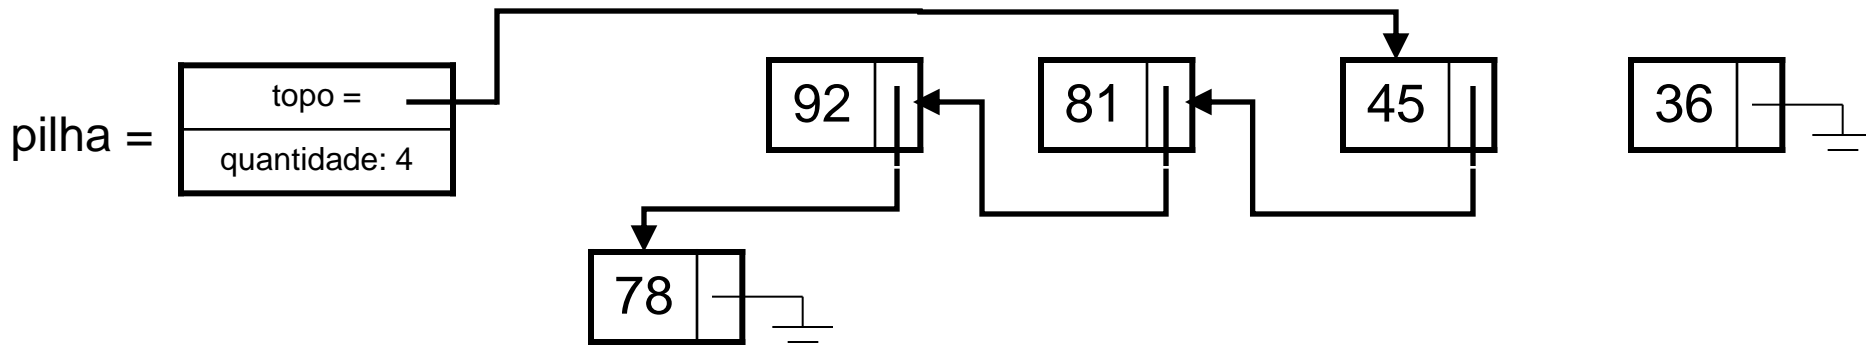 pilha =
topo =
quantidade: 4
92
81
45
36
78